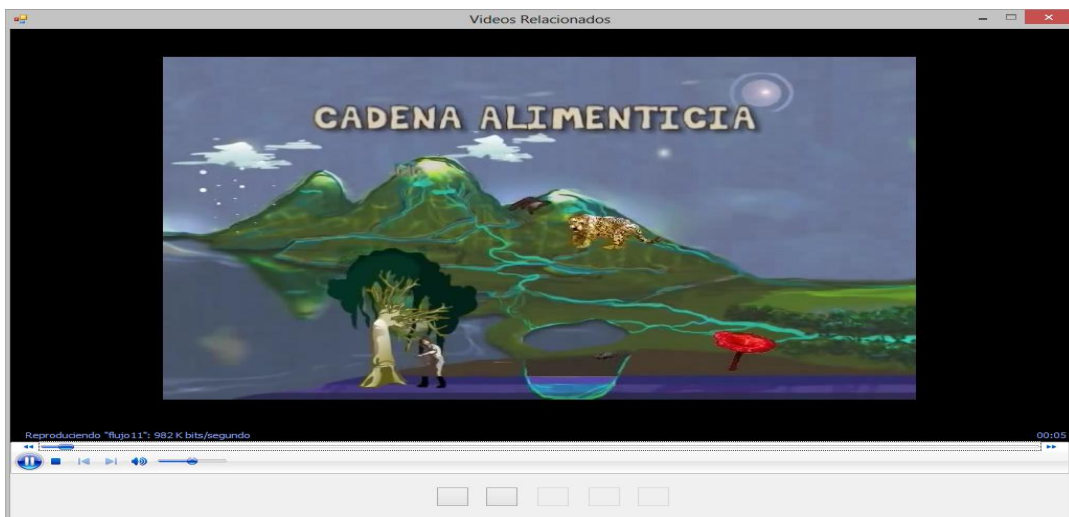 Videos Relacionados
CADENA ALIMENTICIA
Reproduciendo "flujo11": 982 K bits/segundo
00:05